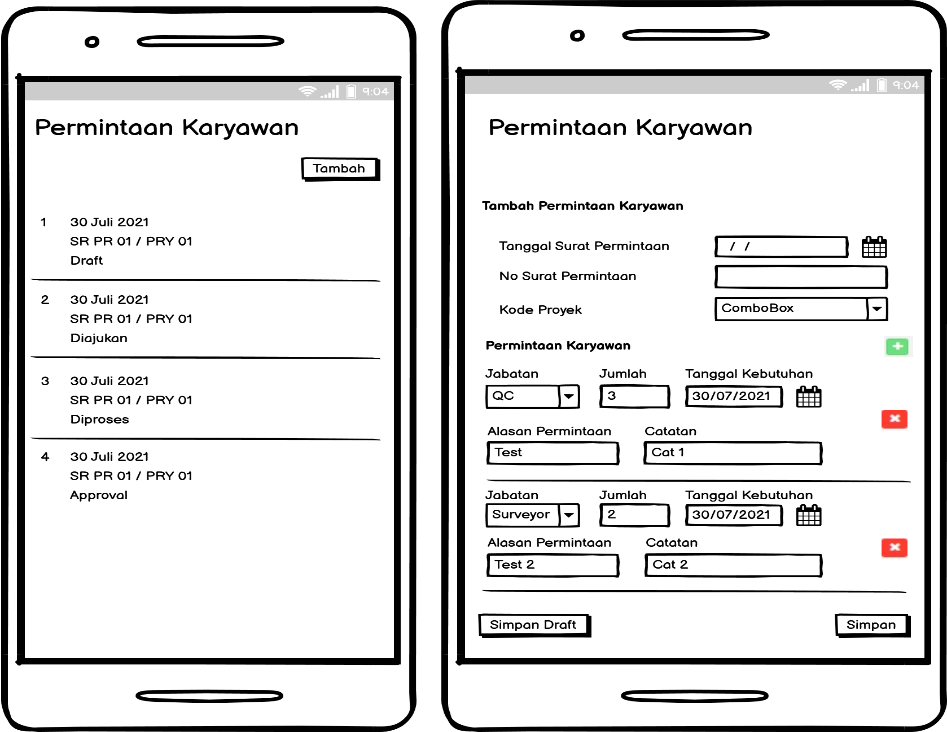 9:04
Permintaan Karyawan
Tambah
1 30 Juli 2021
SR PR 01 / PRY 01
Draft
2 30 Juli 2021
SR PR 01 / PRY 01
Diajukan
3 30 Juli 2021
SR PR 01 / PRY 01
Diproses
4 30 Juli 2021
SR PR 01 / PRY 01
Approval
9:04
Permintaan Karyawan
Tambah Permintaan Karyawan
Tanggal Surat Permintaan / /
No Surat Permintaan
Kode Proyek ComboBox
Permintaan Karyawan +
Jabatan Jumlah Tanggal Kebutuhan
QC 3 30/07/2021
Alasan Permintaan Catatan
Test Cat 1
Jabatan Jumlah Tanggal Kebutuhan
Surveyor 2 30/07/2021
Alasan Permintaan Catatan
Test 2 Cat 2
Simpan Draft Simpan